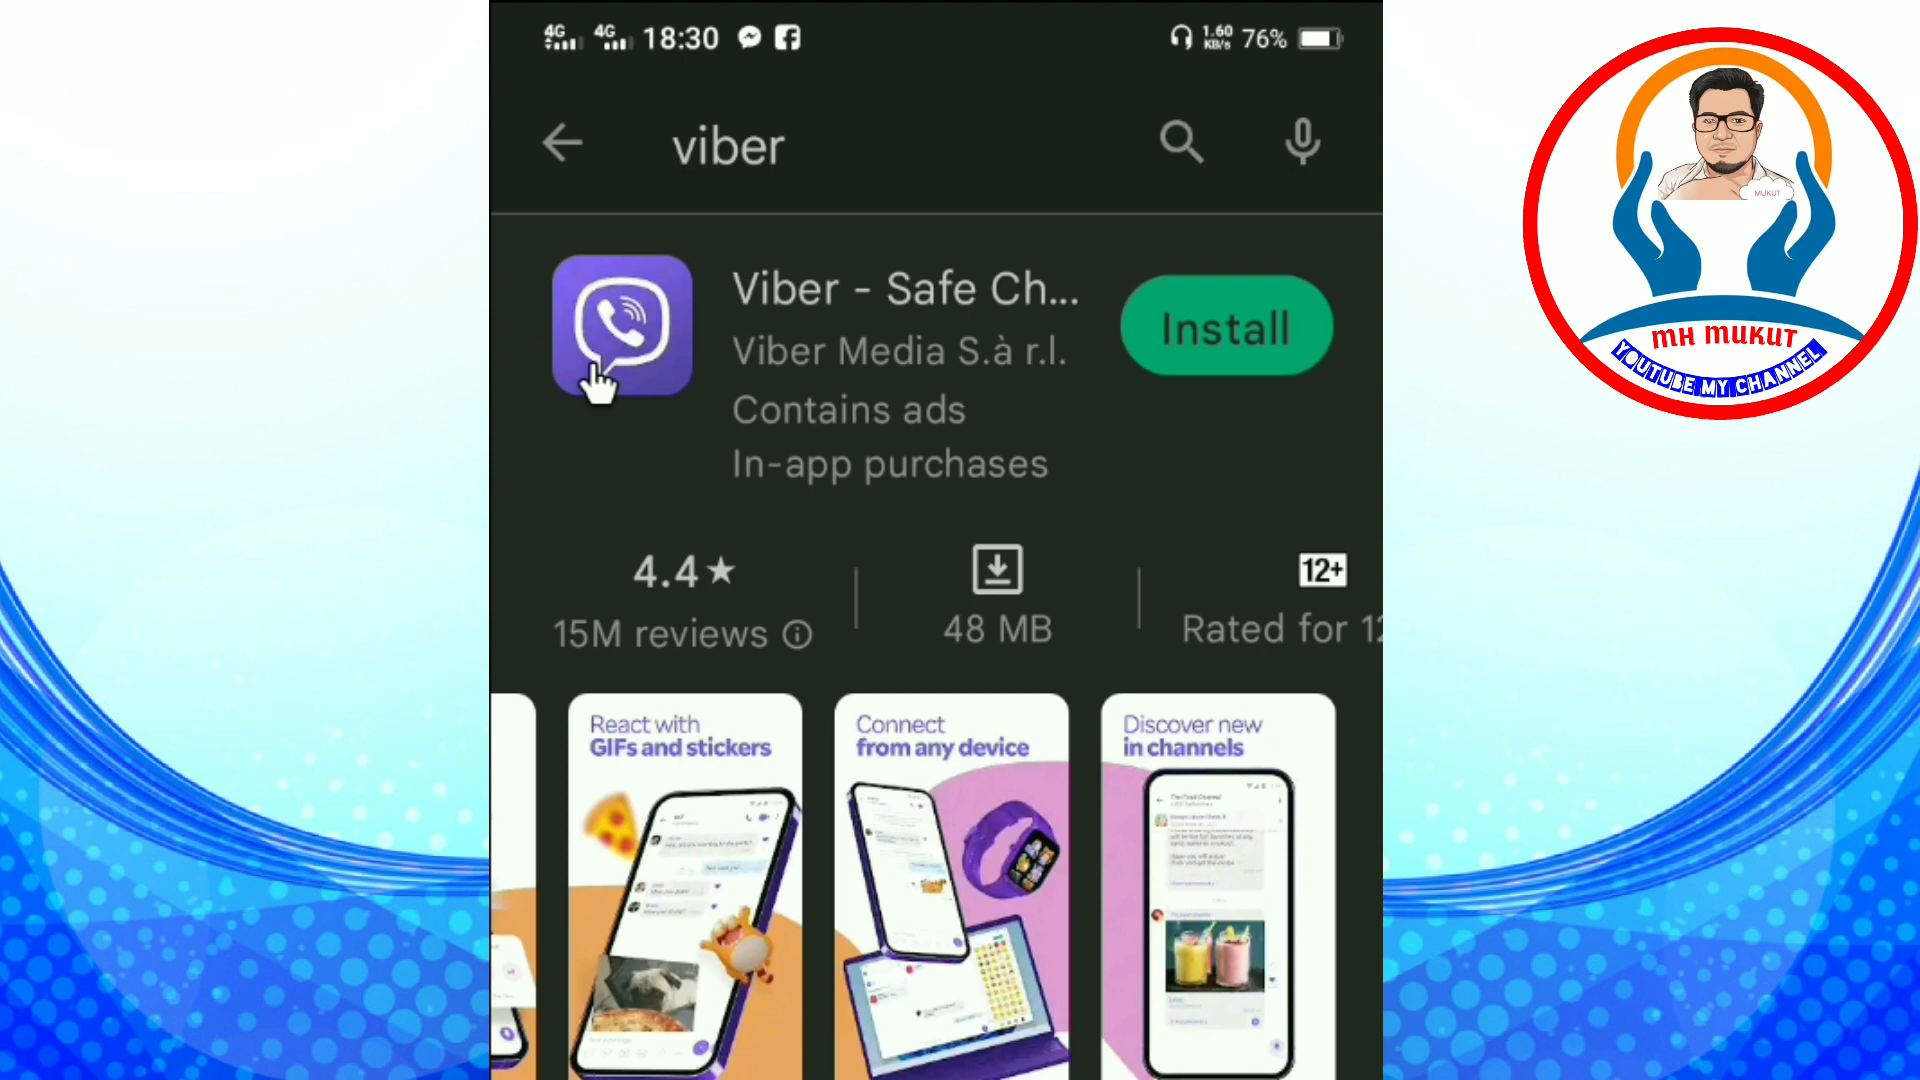 4G 4G 18:30 1.60 KB/s 76%
viber
Viber - Safe Ch...
Viber Media S.à r.l.
Contains ads
In-app purchases
Install
4.4★
15M reviews
48 MB
12+
Rated for 12
React with
GIFs and stickers
Connect
from any device
Discover new
in channels
MUKUT
MH MUKUT
YOUTUBE MY CHANNEL